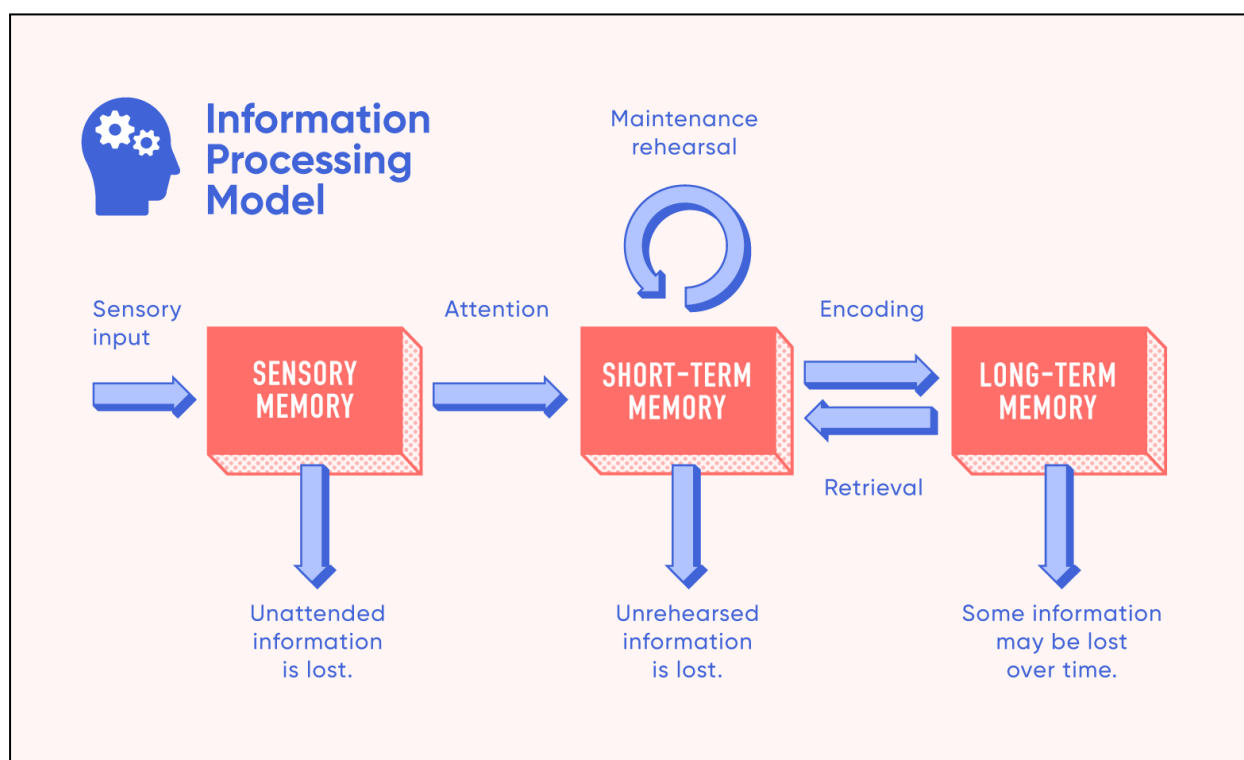 Information
Processing
Model
Maintenance
rehearsal
Sensory
input
Attention
Encoding
SENSORY
MEMORY
SHORT-TERM
MEMORY
LONG-TERM
MEMORY
Retrieval
Unattended
information
is lost.
Unrehearsed
information
is lost.
Some information
may be lost
over time.